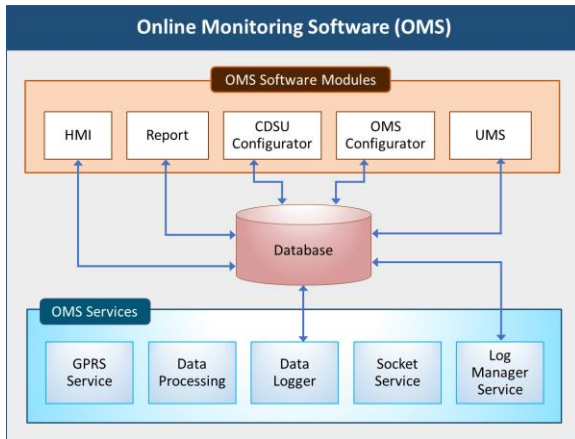 Online Monitoring Software (OMS)
OMS Software Modules
HMI
Report
CDSU
Configurator
OMS
Configurator
UMS
Database
OMS Services
GPRS
Service
Data
Processing
Data
Logger
Socket
Service
Log
Manager
Service